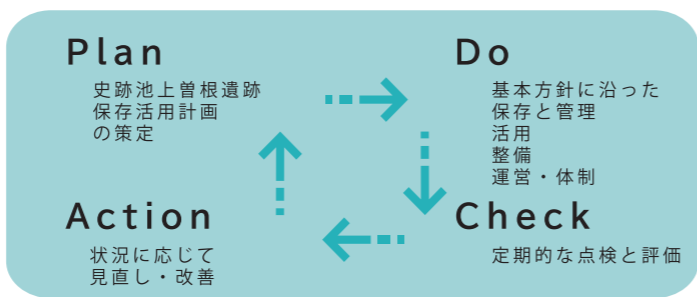 Plan
史跡池上曽根遺跡
保存活用計画
の策定
Do
基本方針に沿った
保存と管理
活用
整備
運営・体制
Action
状況に応じて
見直し・改善
Check
定期的な点検と評価